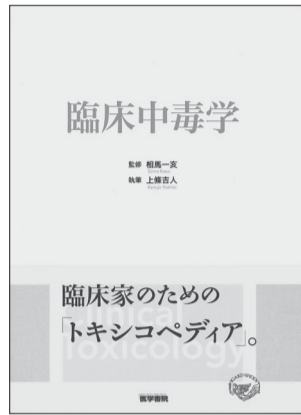 臨床中毒学
監修 相馬一亥
執筆 上條吉人
臨床家のための
「トキシコペディア」。
Clinical
Toxicology
医学書院